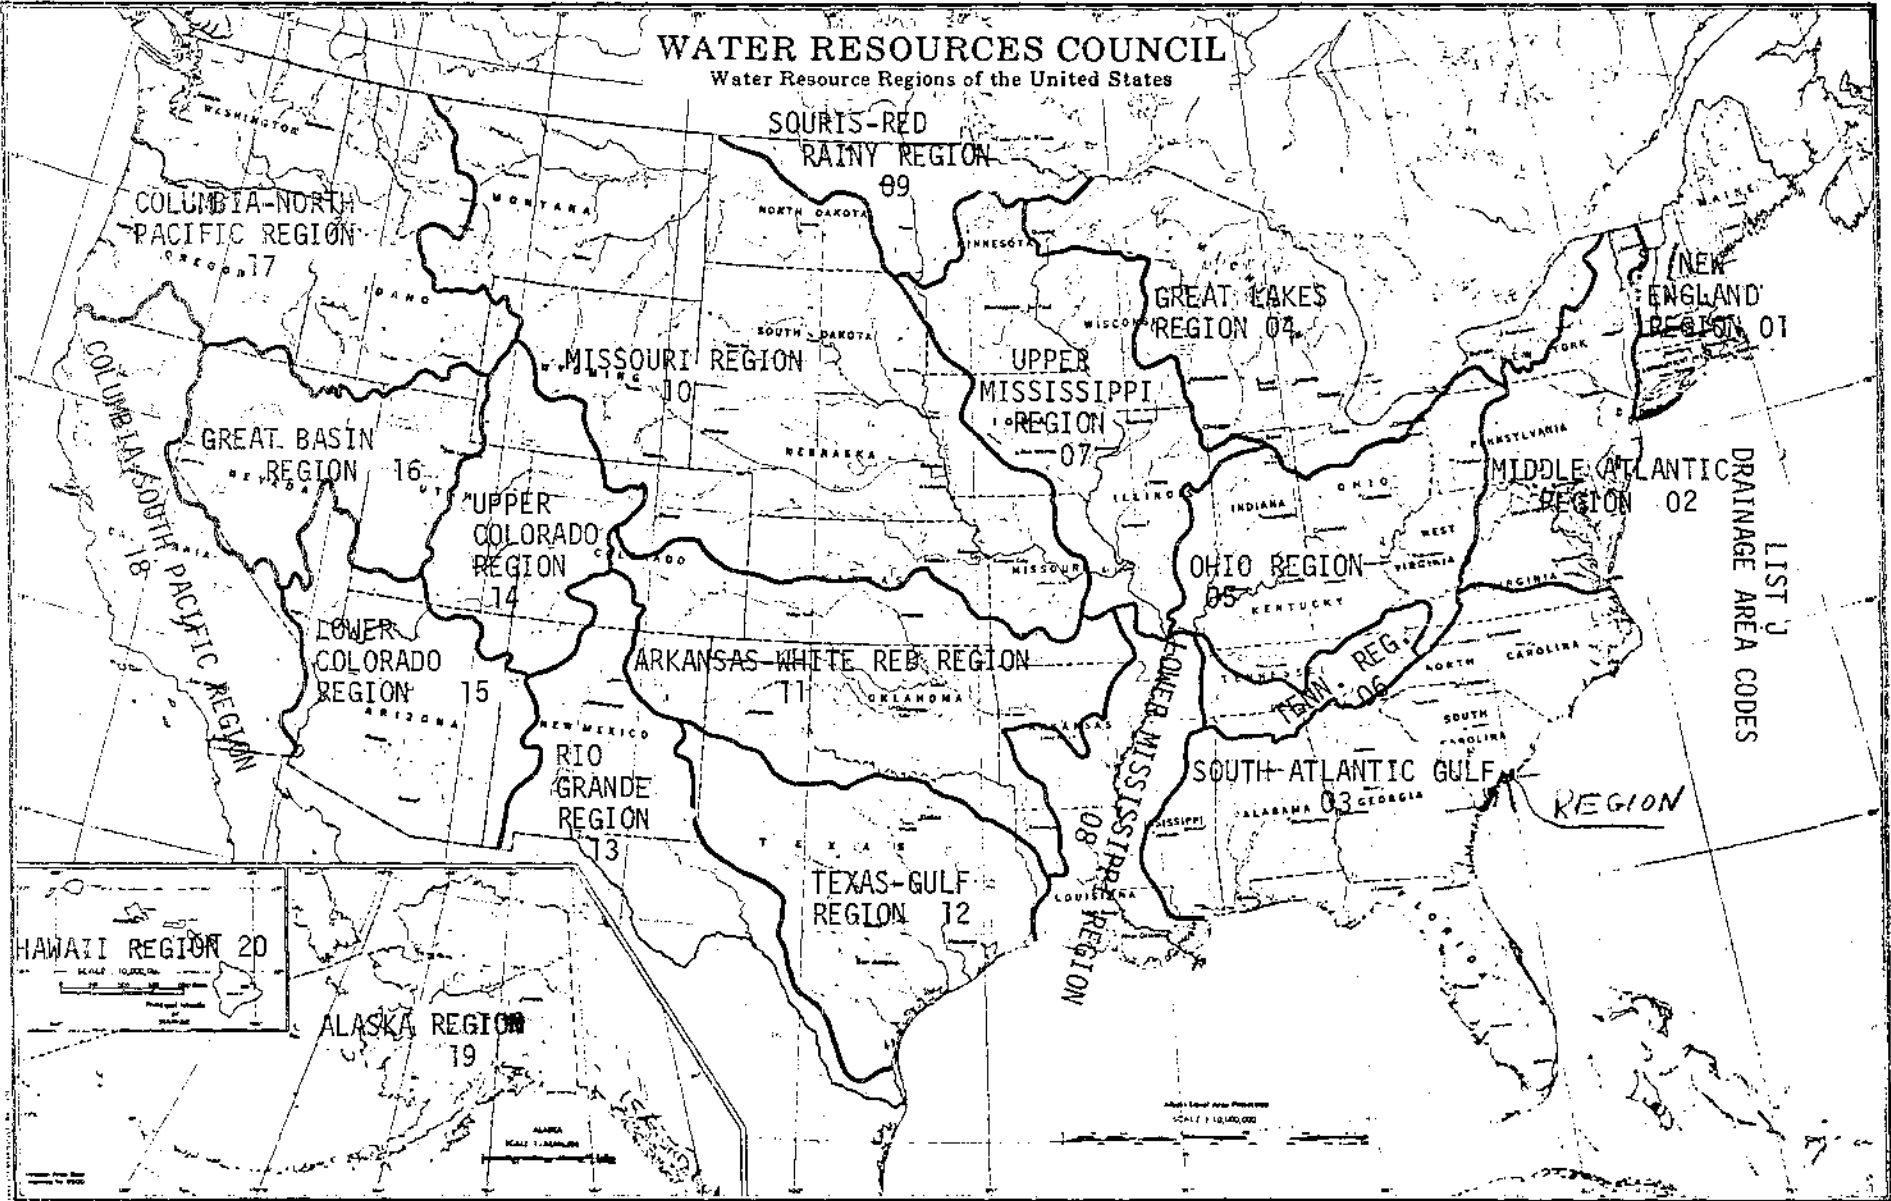 WATER RESOURCES COUNCIL
Water Resource Regions of the United States
SOURIS-RED
RAINY REGION
09
WASHINGTON
COLUMBIA-NORTH
PACIFIC REGION
17
OREGON
IDAHO
MONTANA
NORTH DAKOTA
MINNESOTA
MAINE
NEW
ENGLAND
REGION 01
GREAT LAKES
REGION 04
SOUTH DAKOTA
MISSOURI REGION
10
WYOMING
UPPER
MISSISSIPPI
REGION
07
NEW YORK
COLUMBIA SOUTH PACIFIC REGION
18
GREAT BASIN
REGION 16
NEVADA
UTAH
NEBRASKA
ILLINOIS
INDIANA
OHIO
PENNSYLVANIA
MIDDLE ATLANTIC
REGION 02
UPPER
COLORADO
REGION
14
COLORADO
MISSOURI
OHIO REGION
05
WEST
VIRGINIA
VIRGINIA
KENTUCKY
LOWER
COLORADO
REGION 15
ARIZONA
ARKANSAS-WHITE RED REGION
11
OKLAHOMA
TENN. REG.
06
NORTH CAROLINA
SOUTH
CAROLINA
NEW MEXICO
RIO
GRANDE
REGION
13
LOWER MISSISSIPPI REGION
08
SOUTH-ATLANTIC GULF
03
ALABAMA
GEORGIA
REGION
TEXAS
TEXAS-GULF
REGION 12
LOUISIANA
HAWAII REGION 20
ALASKA REGION
19
ALASKA
LIST J
DRAINAGE AREA CODES